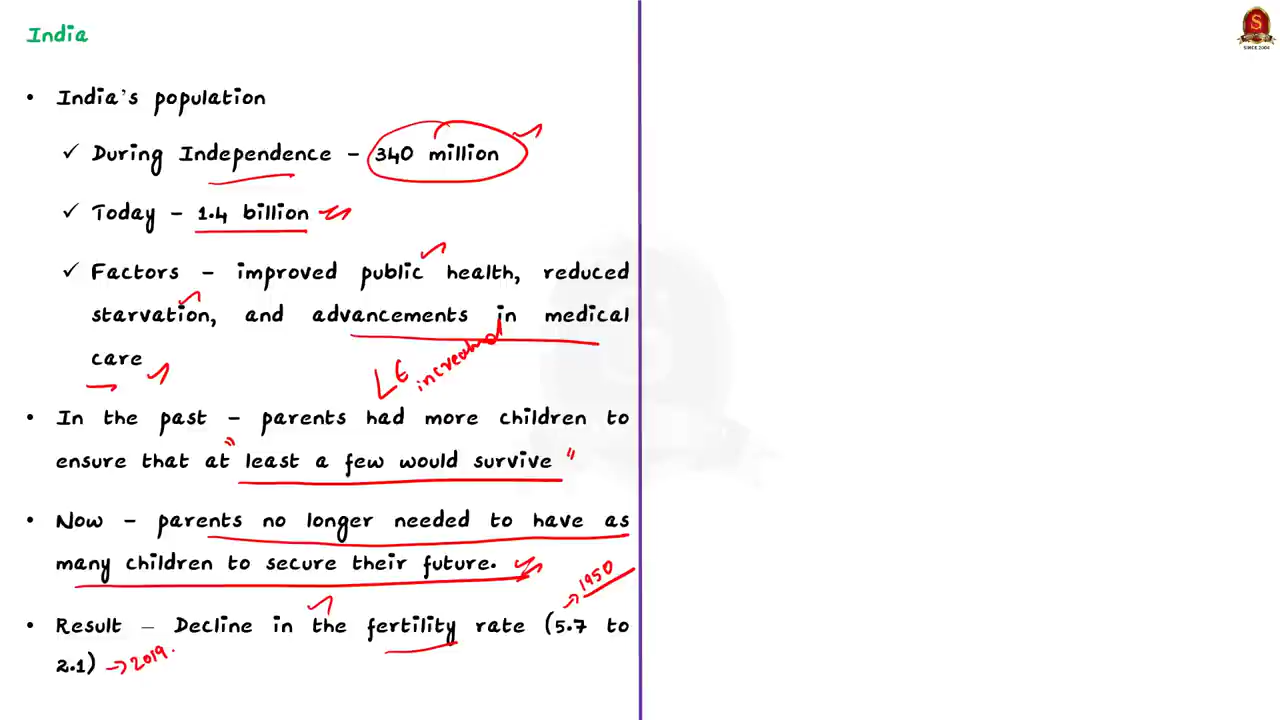 India
S
SINCE 2004
• India's population
✓ During Independence – 340 million
✓ Today – 1.4 billion
✓ Factors – improved public health, reduced
starvation, and advancements in medical
care
LE increased
• In the past – parents had more children to
ensure that at "least a few would survive"
• Now – parents no longer needed to have as
many children to secure their future.
→ 1950
• Result – Decline in the fertility rate (5.7 to
2.1) → 2019.